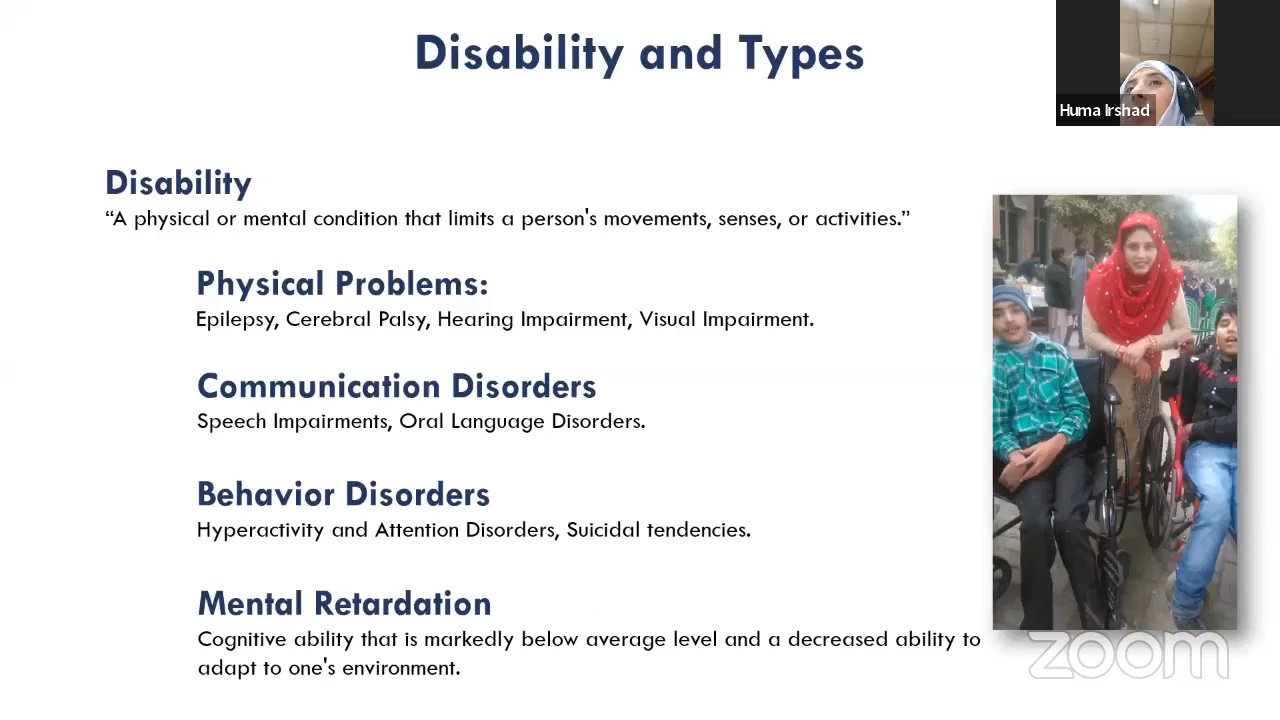 Disability and Types
Huma Irshad
Disability
“A physical or mental condition that limits a person's movements, senses, or activities.”
Physical Problems:
Epilepsy, Cerebral Palsy, Hearing Impairment, Visual Impairment.
Communication Disorders
Speech Impairments, Oral Language Disorders.
Behavior Disorders
Hyperactivity and Attention Disorders, Suicidal tendencies.
Mental Retardation
Cognitive ability that is markedly below average level and a decreased ability to
adapt to one's environment.
zoom